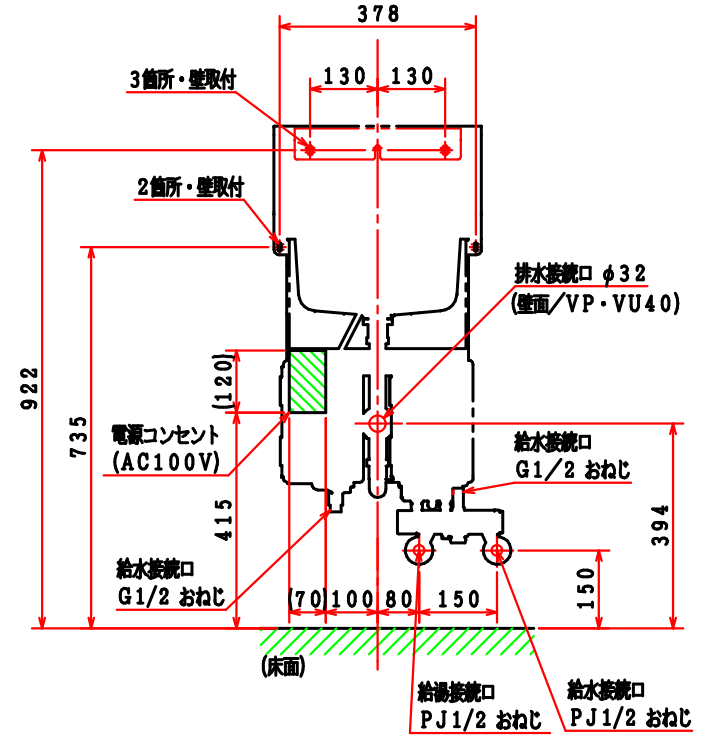 378
130
130
3箇所・壁取付
2箇所・壁取付
排水接続口 φ32
(壁面/VP・VU40)
922
735
(120)
電源コンセント
(AC100V)
415
給水接続口
G1/2 おねじ
394
給水接続口
G1/2 おねじ
(70)
100
80
150
150
(床面)
給湯接続口
PJ1/2 おねじ
給水接続口
PJ1/2 おねじ